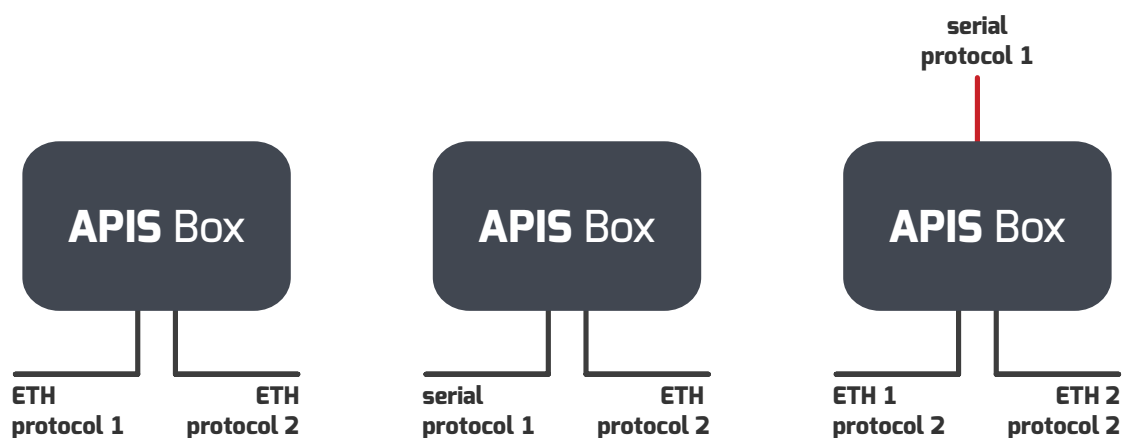 serial
protocol 1
APIS Box
APIS Box
APIS Box
ETH
protocol 1
ETH
protocol 2
serial
protocol 1
ETH
protocol 2
ETH 1
protocol 2
ETH 2
protocol 2